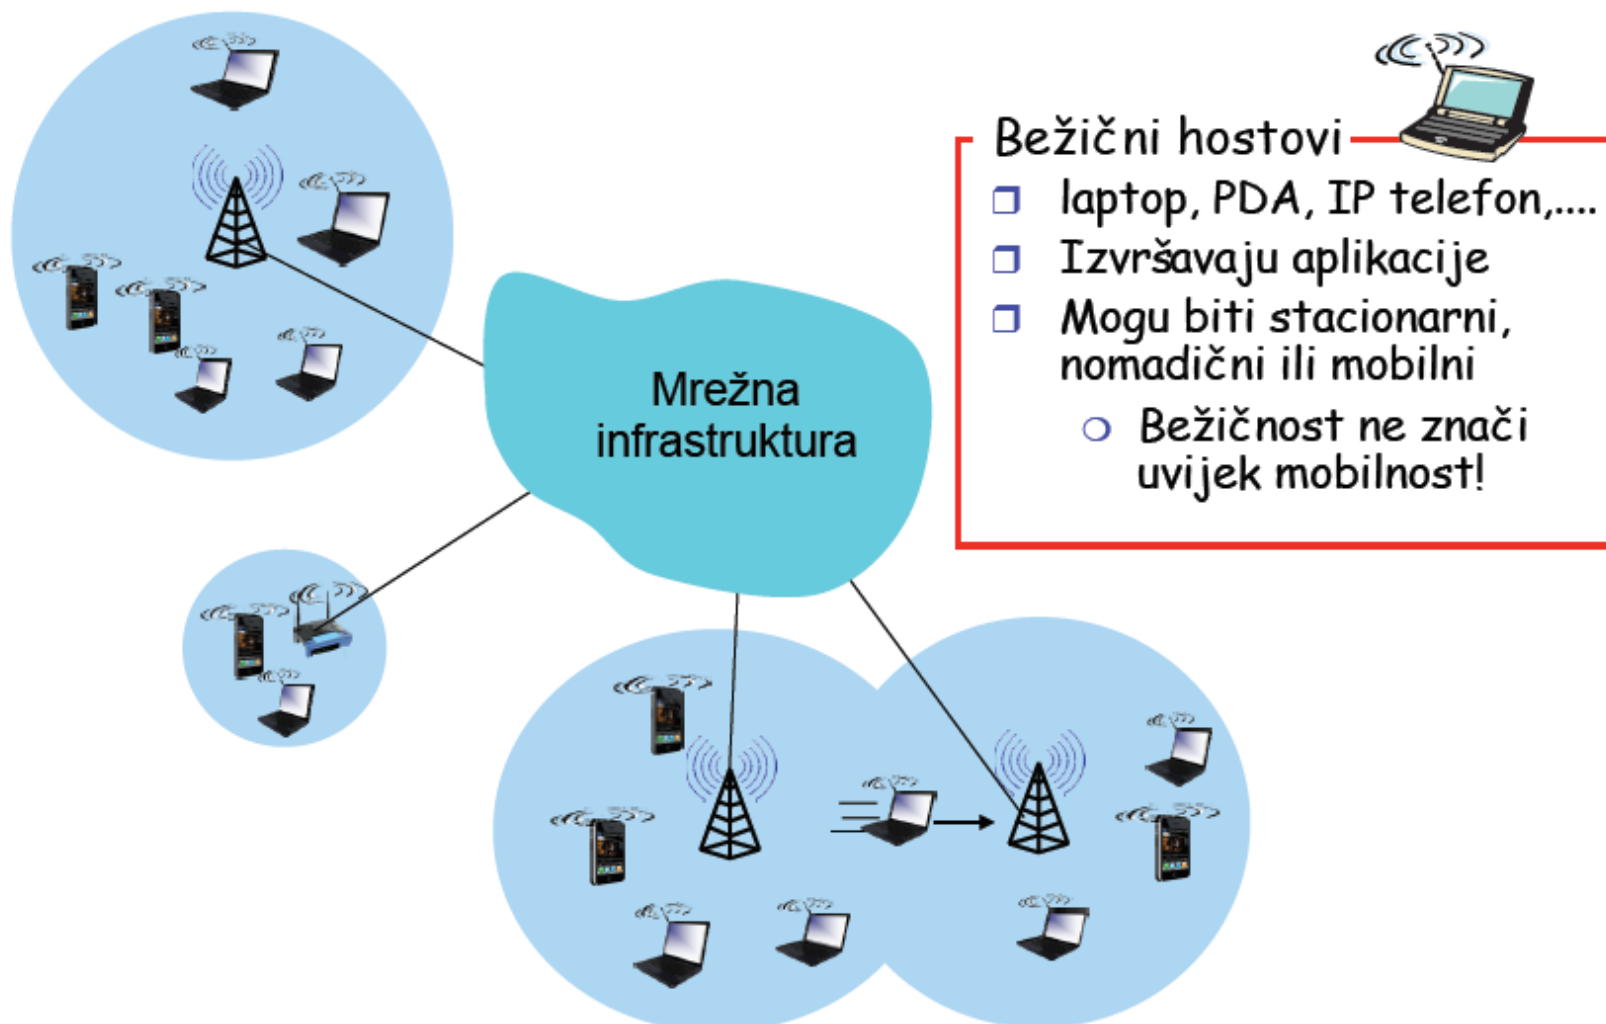 Bežični hostovi
laptop, PDA, IP telefon,....
Izvršavaju aplikacije
Mogu biti stacionarni,
nomadični ili mobilni
Bežičnost ne znači
uvijek mobilnost!
Mrežna
infrastruktura